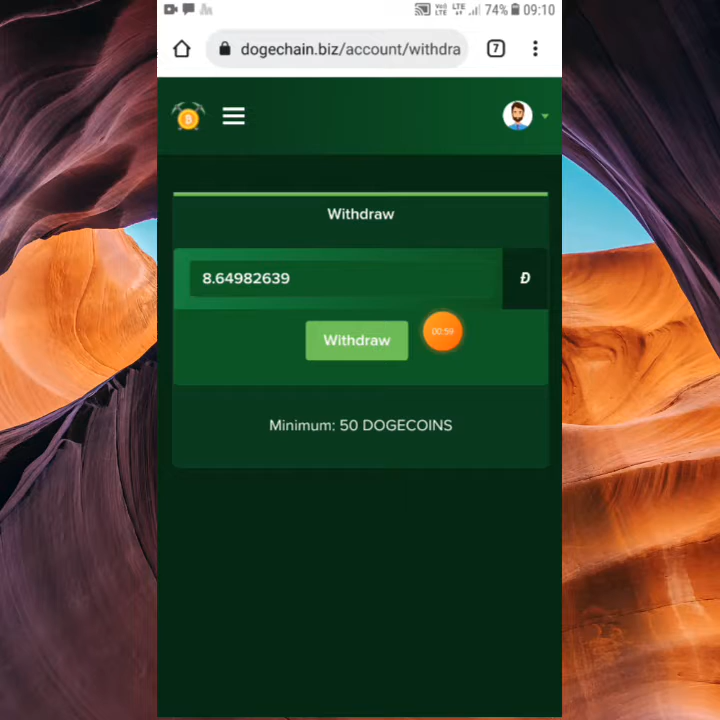 74% 09:10
dogechain.biz/account/withdra
7
Withdraw
8.64982639 Ð
Withdraw
00:59
Minimum: 50 DOGECOINS